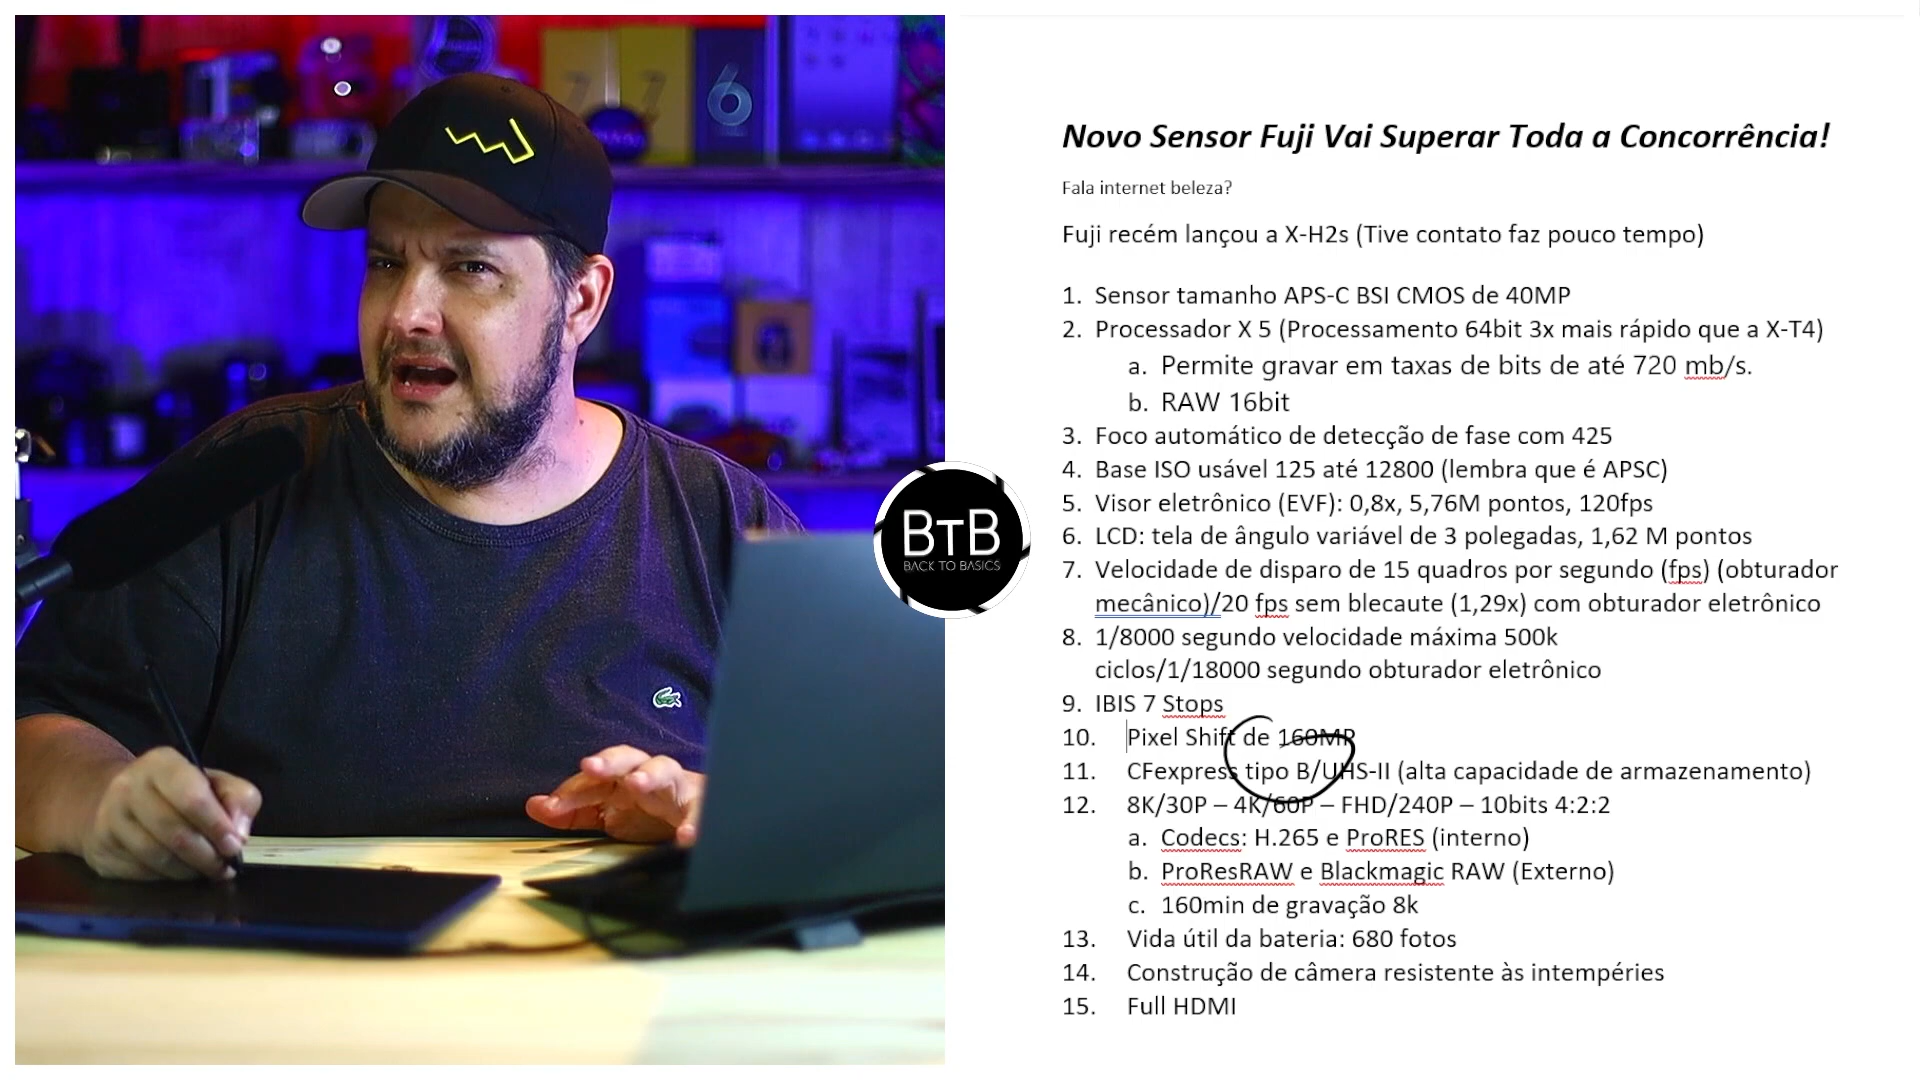 6
BTB
BACK TO BASICS
Novo Sensor Fuji Vai Superar Toda a Concorrência!
Fala internet beleza?
Fuji recém lançou a X-H2s (Tive contato faz pouco tempo)
1. Sensor tamanho APS-C BSI CMOS de 40MP
2. Processador X 5 (Processamento 64bit 3x mais rápido que a X-T4)
a. Permite gravar em taxas de bits de até 720 mb/s.
b. RAW 16bit
3. Foco automático de detecção de fase com 425
4. Base ISO usável 125 até 12800 (lembra que é APSC)
5. Visor eletrônico (EVF): 0,8x, 5,76M pontos, 120fps
6. LCD: tela de ângulo variável de 3 polegadas, 1,62 M pontos
7. Velocidade de disparo de 15 quadros por segundo (fps) (obturador
mecânico)/20 fps sem blecaute (1,29x) com obturador eletrônico
8. 1/8000 segundo velocidade máxima 500k
ciclos/1/18000 segundo obturador eletrônico
9. IBIS 7 Stops
10. Pixel Shift de 160MP
11. CFexpress tipo B/UHS-II (alta capacidade de armazenamento)
12. 8K/30P – 4K/60P – FHD/240P – 10bits 4:2:2
a. Codecs: H.265 e ProRES (interno)
b. ProResRAW e Blackmagic RAW (Externo)
c. 160min de gravação 8k
13. Vida útil da bateria: 680 fotos
14. Construção de câmera resistente às intempéries
15. Full HDMI